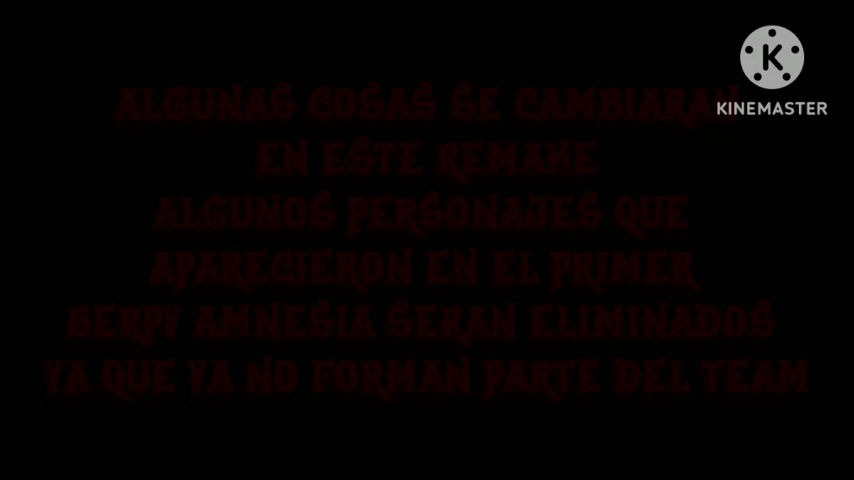 ALGUNAS COSAS SE CAMBIARAN
EN ESTE REMAKE
ALGUNOS PERSONAJES QUE
APARECIERON EN EL PRIMER
BERPY AMNESIA SERAN ELIMINADOS
YA QUE YA NO FORMAN PARTE DEL TEAM
K
KINEMASTER